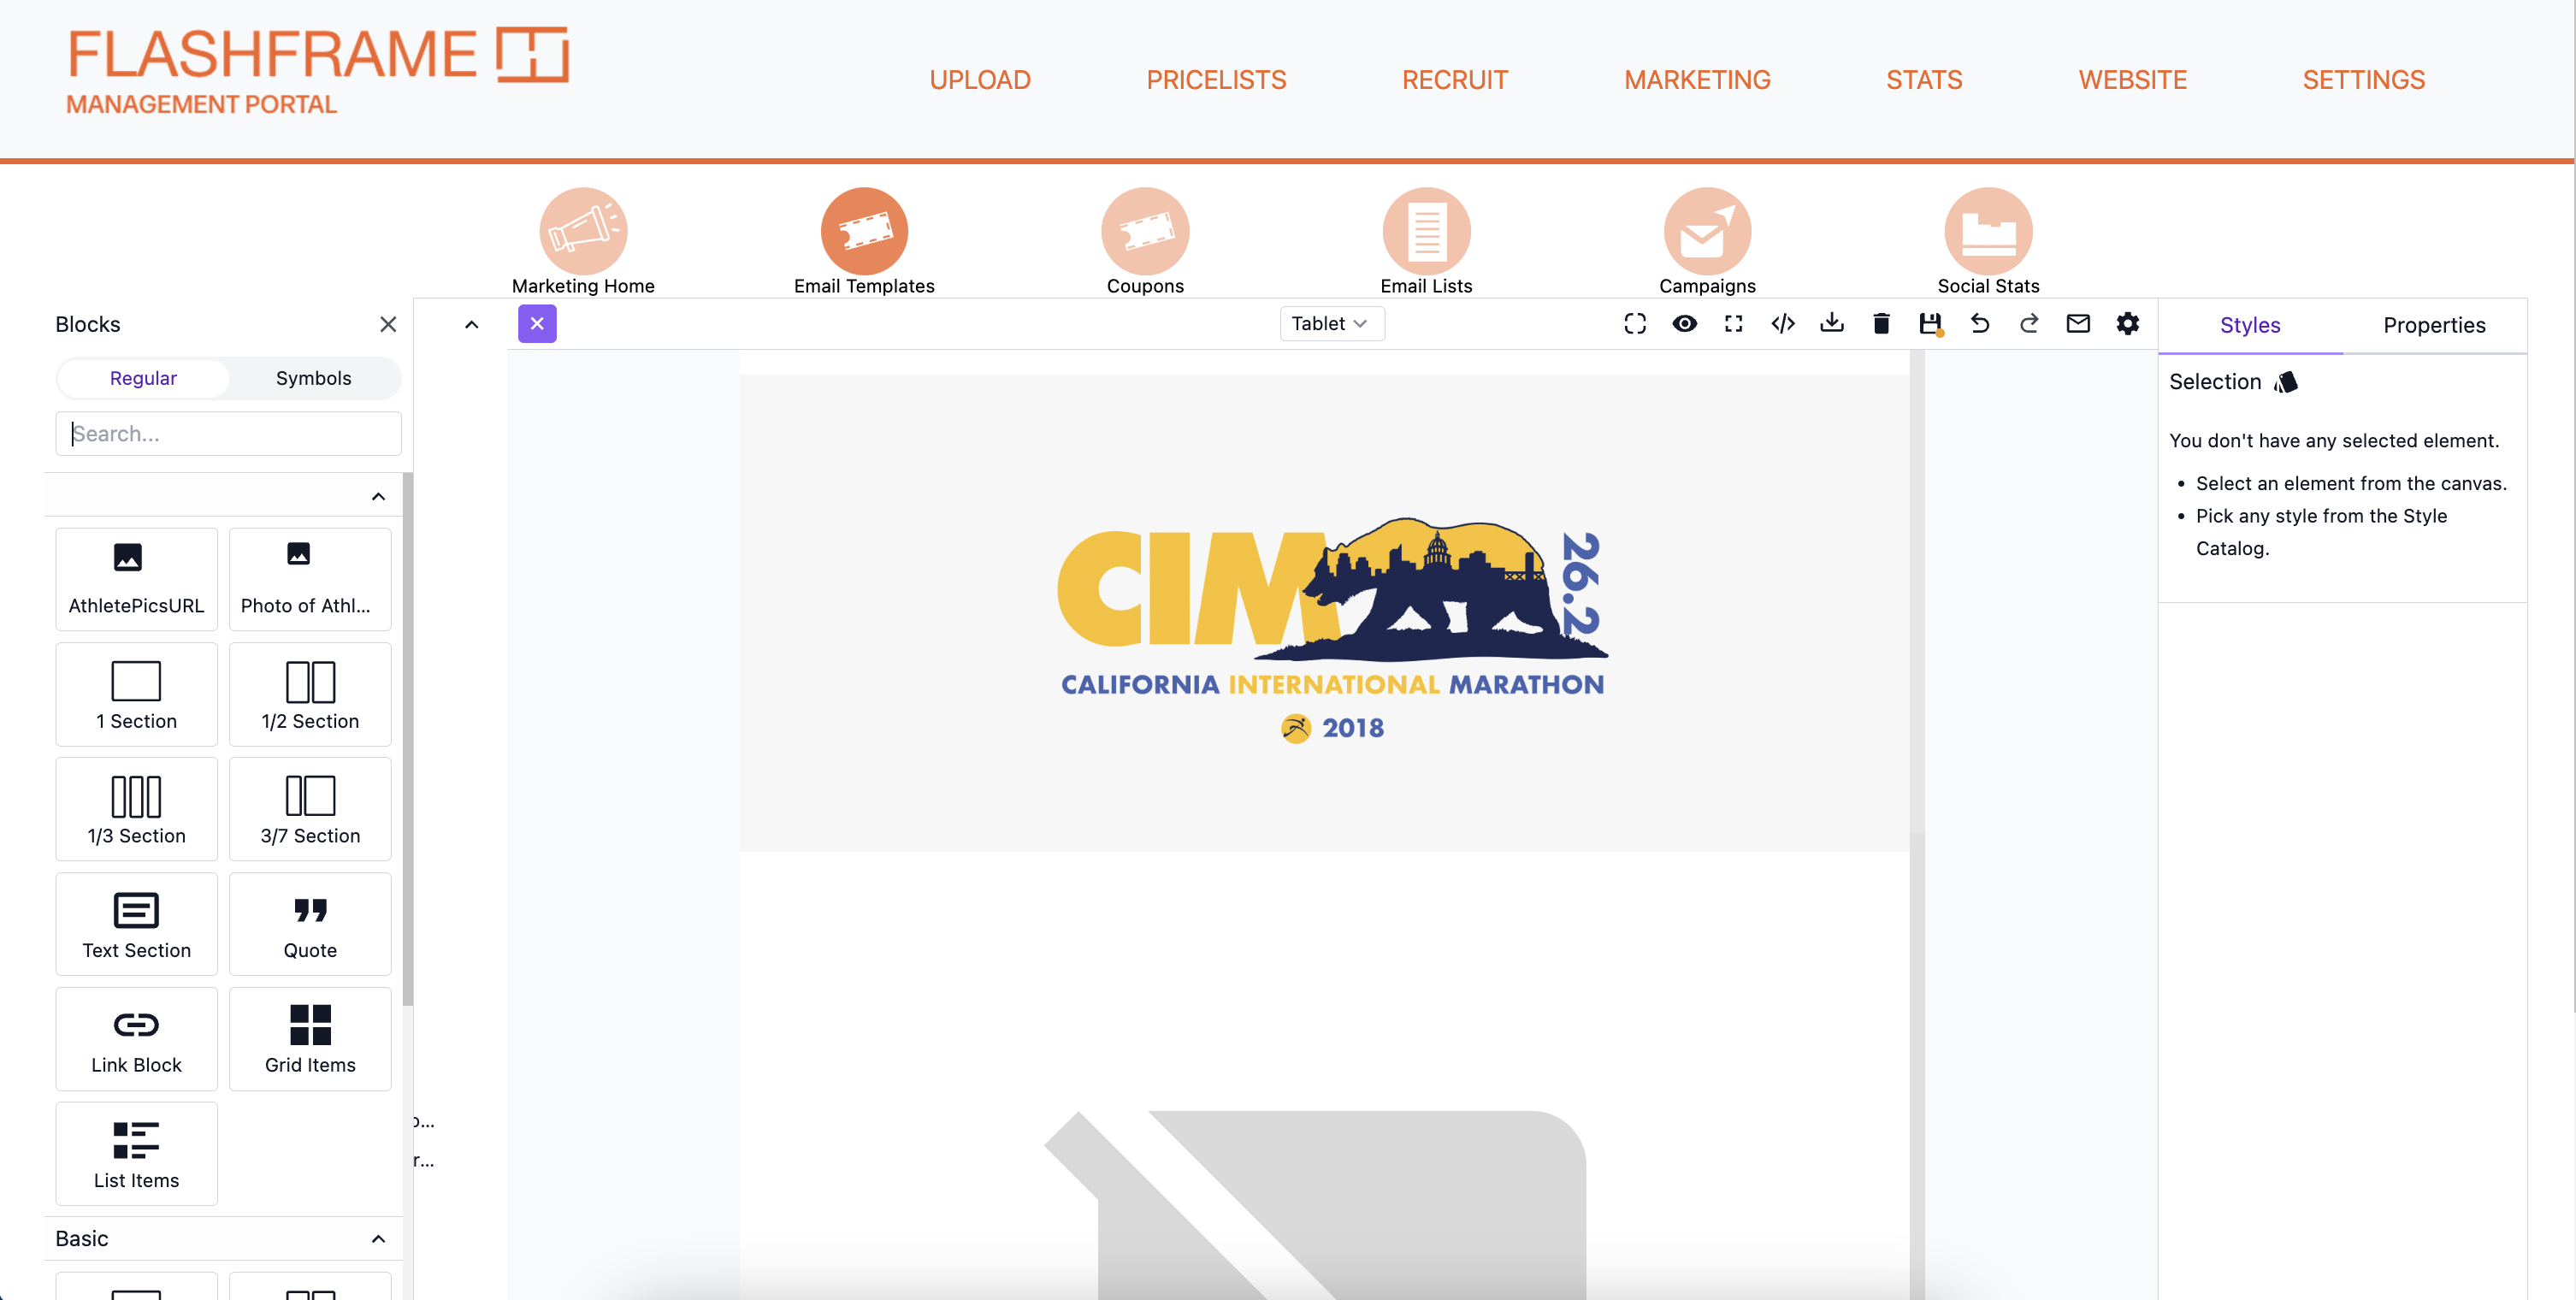 FLASHFRAME
MANAGEMENT PORTAL
UPLOAD
PRICELISTS
RECRUIT
MARKETING
STATS
WEBSITE
SETTINGS
Marketing Home
Email Templates
Coupons
Email Lists
Campaigns
Social Stats
Blocks
Regular
Symbols
Search...
AthletePicsURL
Photo of Athl...
1 Section
1/2 Section
1/3 Section
3/7 Section
Text Section
Quote
Link Block
Grid Items
List Items
Basic
r...
Tablet
CIM
26.2
CALIFORNIA INTERNATIONAL MARATHON
2018
Styles
Properties
Selection
You don't have any selected element.
• Select an element from the canvas.
• Pick any style from the Style
Catalog.